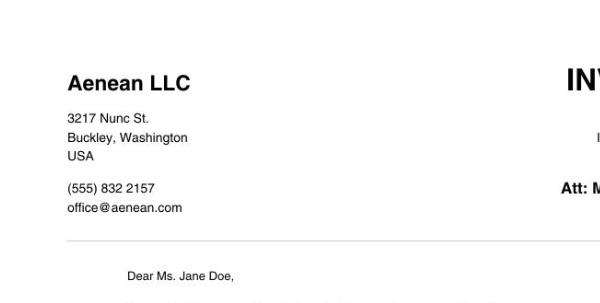 Aenean LLC
INV
3217 Nunc St.
Buckley, Washington
USA
(555) 832 2157
Att: M
office@aenean.com
Dear Ms. Jane Doe,